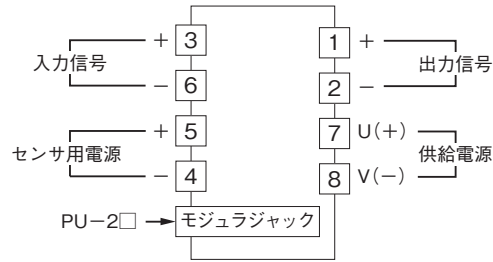 + 3
入力信号
− 6
+ 5
センサ用電源
− 4
1 +
出力信号
2 −
7 U(+)
供給電源
8 V(−)
PU−2□ → モジュラジャック